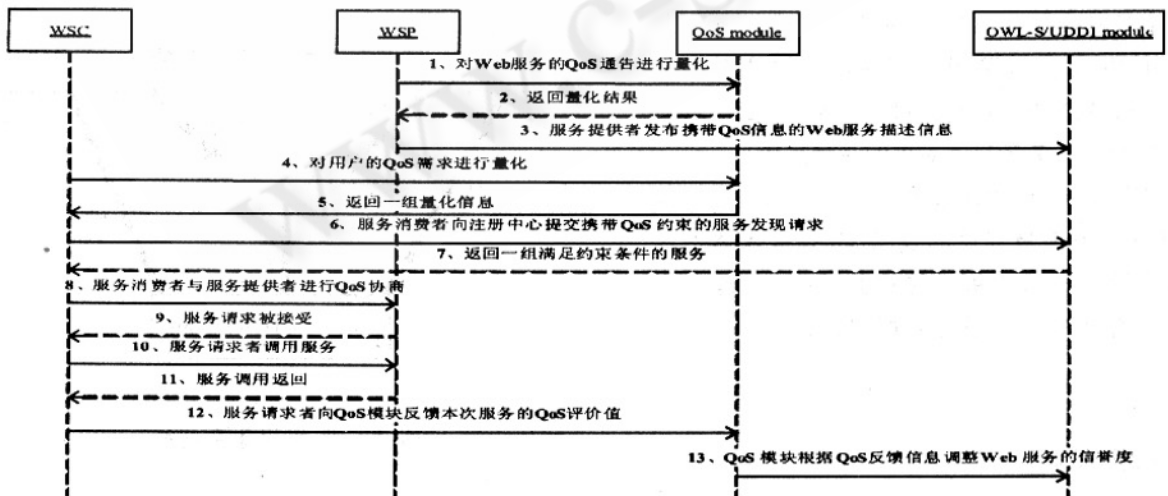 WSC
WSP
QoS module
OWL-S/UDDI module
1、对Web服务的QoS通告进行量化
2、返回量化结果
3、服务提供者发布携带QoS信息的Web服务描述信息
4、对用户的QoS需求进行量化
5、返回一组量化信息
6、服务消费者向注册中心提交携带QoS约束的服务发现请求
7、返回一组满足约束条件的服务
8、服务消费者与服务提供者进行QoS协商
9、服务请求被接受
10、服务请求者调用服务
11、服务调用返回
12、服务请求者向QoS模块反馈本次服务的QoS评价值
13、QoS模块根据QoS反馈信息调整Web服务的信誉度